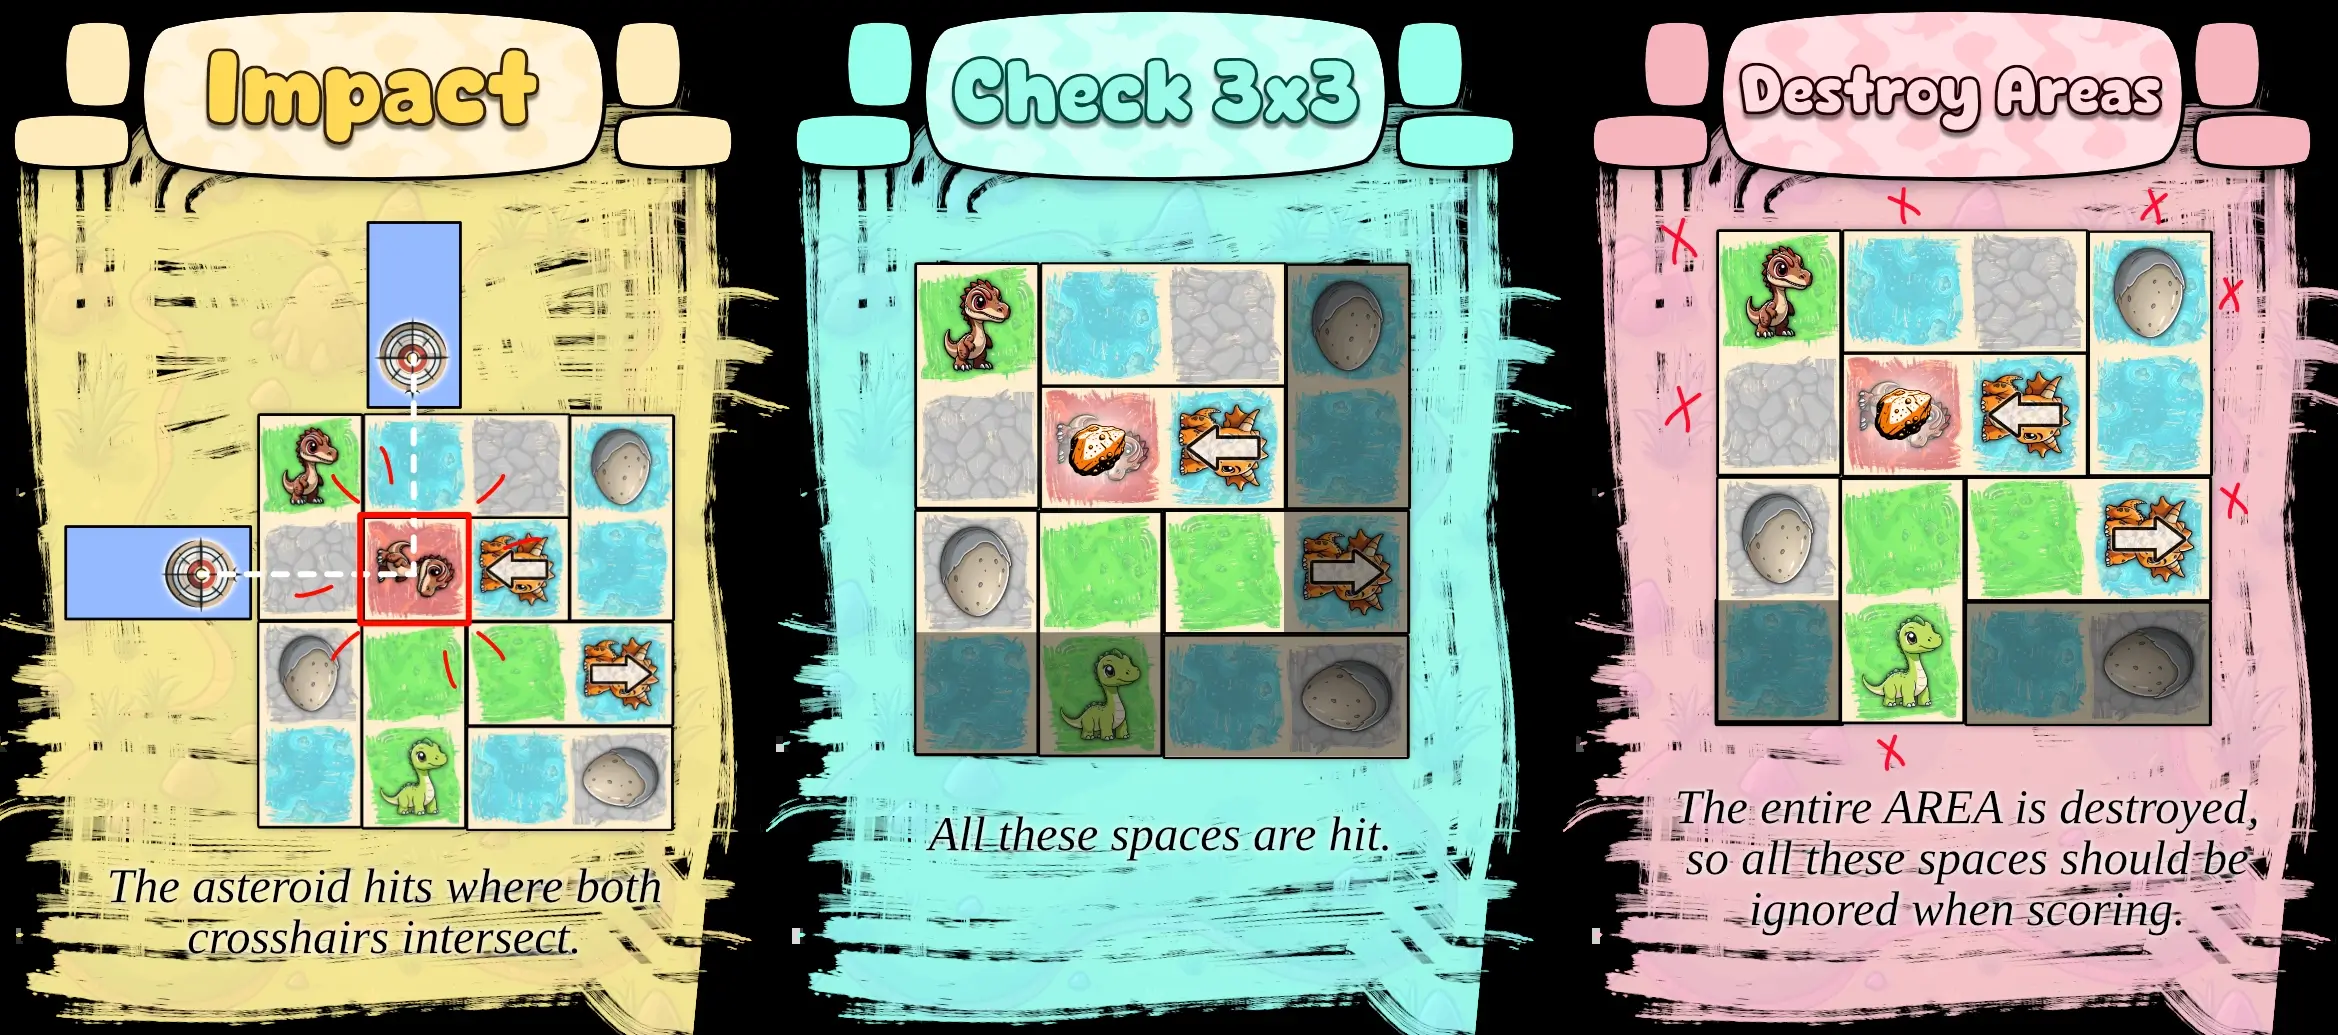 Impact
The asteroid hits where both
crosshairs intersect.
Check 3x3
All these spaces are hit.
Destroy Areas
The entire AREA is destroyed,
so all these spaces should be
ignored when scoring.